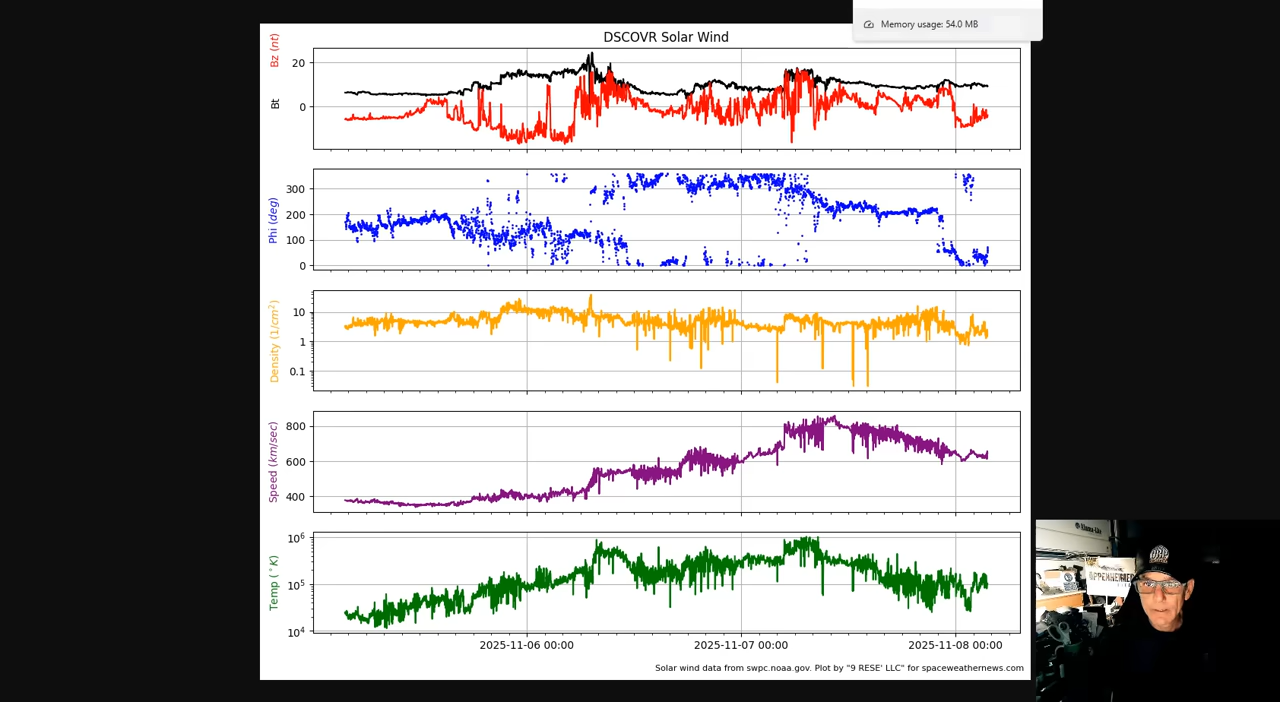 Memory usage: 54.0 MB
DSCOVR Solar Wind
Bz (nt)
Bt
20
0
Phi (deg)
300
200
100
0
Density (1/cm²)
10
1
0.1
Speed (km/sec)
800
600
400
Temp (°K)
10⁶
10⁵
10⁴
2025-11-06 00:00
2025-11-07 00:00
2025-11-08 00:00
Solar wind data from swpc.noaa.gov. Plot by "9 RESE' LLC" for spaceweathernews.com